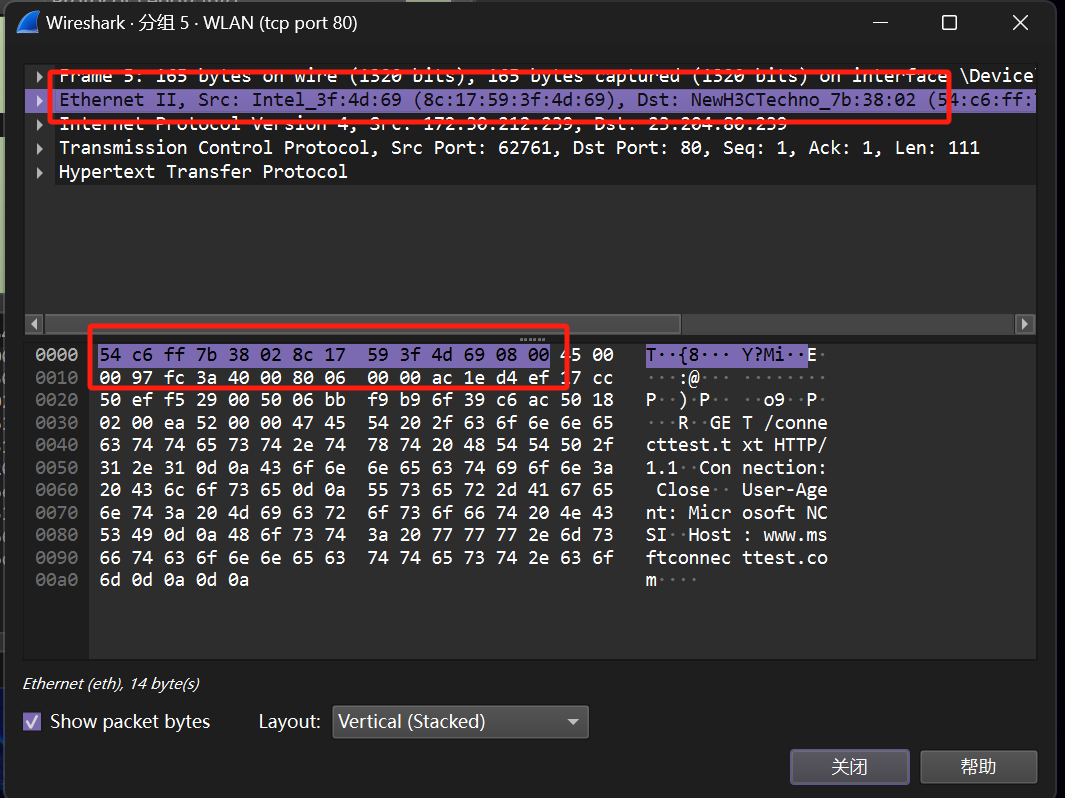 Wireshark · 分组 5 · WLAN (tcp port 80)
Frame 5: 165 bytes on wire (1320 bits), 165 bytes captured (1320 bits) on interface \Device
Ethernet II, Src: Intel_3f:4d:69 (8c:17:59:3f:4d:69), Dst: NewH3CTechno_7b:38:02 (54:c6:ff:
Internet Protocol Version 4, Src: 172.30.212.239, Dst: 23.204.80.239
Transmission Control Protocol, Src Port: 62761, Dst Port: 80, Seq: 1, Ack: 1, Len: 111
Hypertext Transfer Protocol
0000 54 c6 ff 7b 38 02 8c 17 59 3f 4d 69 08 00 45 00 T··{8··· Y?Mi··E·
0010 00 97 fc 3a 40 00 80 06 00 00 ac 1e d4 ef 17 cc ···:@··· ········
0020 50 ef f5 29 00 50 06 bb f9 b9 6f 39 c6 ac 50 18 P··)·P·· ··o9··P·
0030 02 00 ea 52 00 00 47 45 54 20 2f 63 6f 6e 6e 65 ···R··GE T /conne
0040 63 74 74 65 73 74 2e 74 78 74 20 48 54 54 50 2f cttest.t xt HTTP/
0050 31 2e 31 0d 0a 43 6f 6e 6e 65 63 74 69 6f 6e 3a 1.1··Con nection:
0060 20 43 6c 6f 73 65 0d 0a 55 73 65 72 2d 41 67 65 Close·· User-Age
0070 6e 74 3a 20 4d 69 63 72 6f 73 6f 66 74 20 4e 43 nt: Micr osoft NC
0080 53 49 0d 0a 48 6f 73 74 3a 20 77 77 77 2e 6d 73 SI··Host : www.ms
0090 66 74 63 6f 6e 6e 65 63 74 74 65 73 74 2e 63 6f ftconnec ttest.co
00a0 6d 0d 0a 0d 0a m····
Ethernet (eth), 14 byte(s)
Show packet bytes Layout: Vertical (Stacked)
关闭 帮助